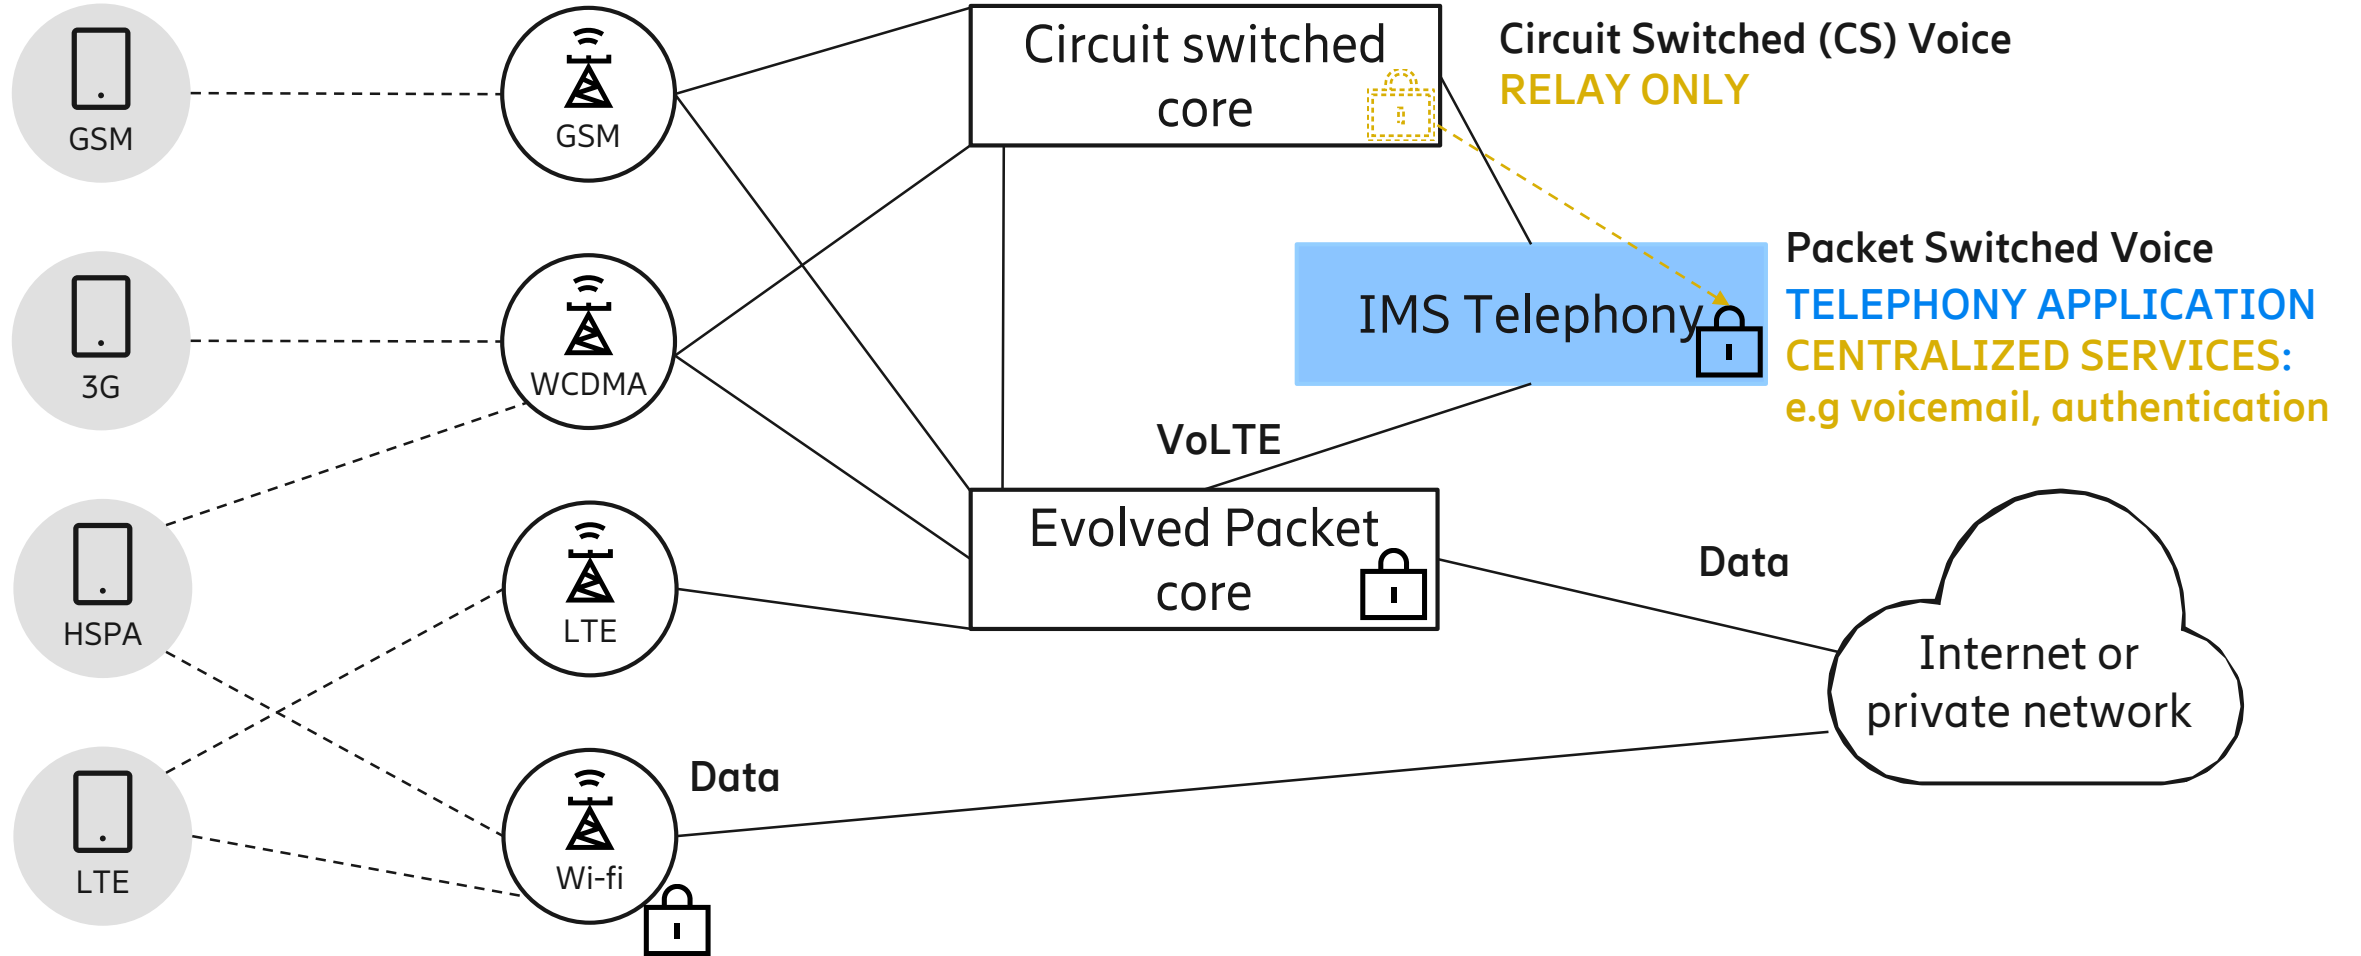 GSM
GSM
Circuit switched
core
Circuit Switched (CS) Voice
RELAY ONLY
3G
WCDMA
IMS Telephony
Packet Switched Voice
TELEPHONY APPLICATION
CENTRALIZED SERVICES:
e.g voicemail, authentication
VoLTE
HSPA
LTE
Evolved Packet
core
Data
Internet or
private network
LTE
Wi-fi
Data